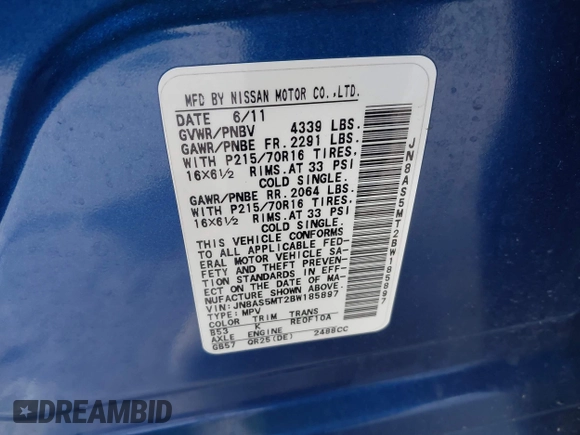 MFD BY NISSAN MOTOR CO.,LTD.
DATE 6/11
GVWR/PNBV 4339 LBS.
GAWR/PNBE FR. 2291 LBS.
WITH P215/70R16 TIRES.
16X6½ RIMS. AT 33 PSI
COLD SINGLE.
GAWR/PNBE RR. 2064 LBS.
WITH P215/70R16 TIRES.
16X6½ RIMS. AT 33 PSI
COLD SINGLE.
THIS VEHICLE CONFORMS
TO ALL APPLICABLE FED-
ERAL MOTOR VEHICLE SA-
FETY AND THEFT PREVEN-
TION STANDARDS IN EFF-
ECT ON THE DATE OF MA-
NUFACTURE SHOWN ABOVE.
VIN: JN8AS5MT2BW185897
TYPE: MPV
COLOR TRIM TRANS
B53 K RE0F10A
AXLE ENGINE
GB57 QR25(DE) 2488CC
JN8AS5MT2BW185897
DREAMBID